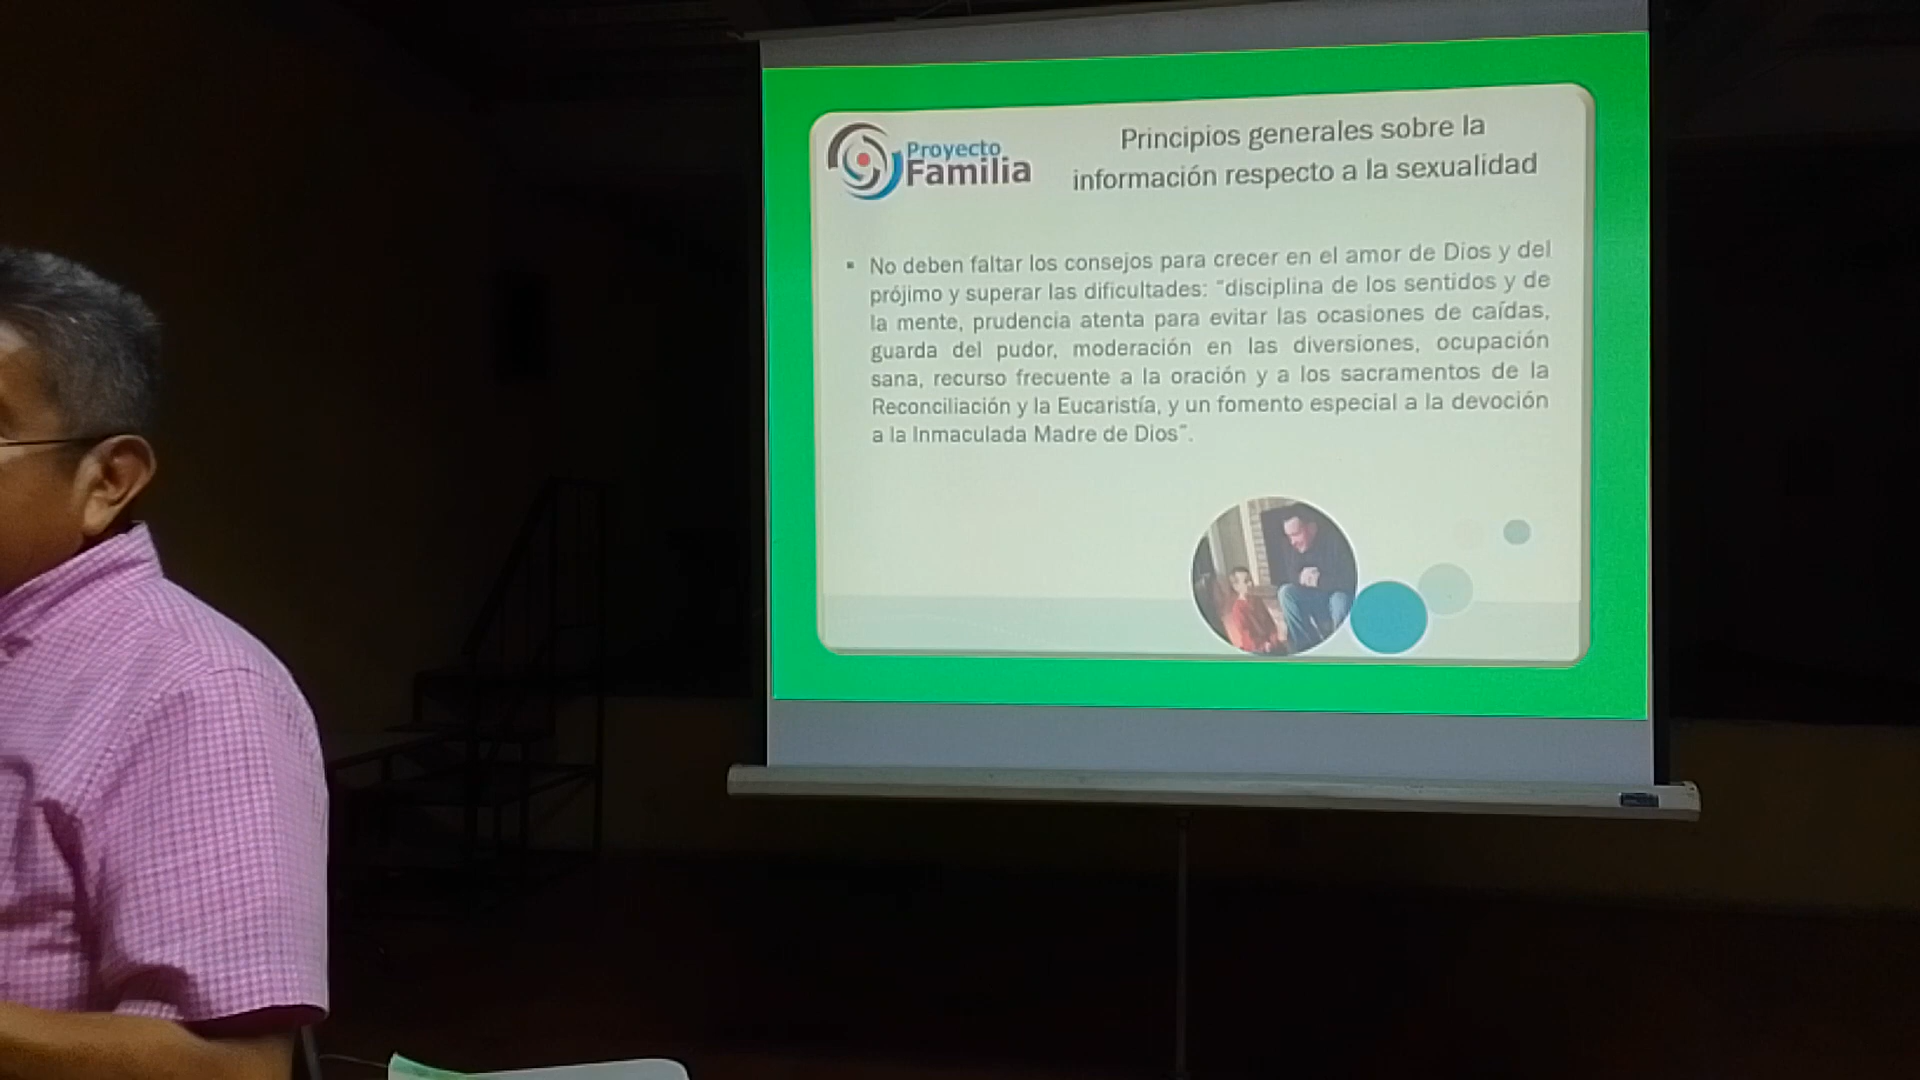 Proyecto
Familia
Principios generales sobre la
información respecto a la sexualidad
▪ No deben faltar los consejos para crecer en el amor de Dios y del
prójimo y superar las dificultades: “disciplina de los sentidos y de
la mente, prudencia atenta para evitar las ocasiones de caídas,
guarda del pudor, moderación en las diversiones, ocupación
sana, recurso frecuente a la oración y a los sacramentos de la
Reconciliación y la Eucaristía, y un fomento especial a la devoción
a la Inmaculada Madre de Dios”.